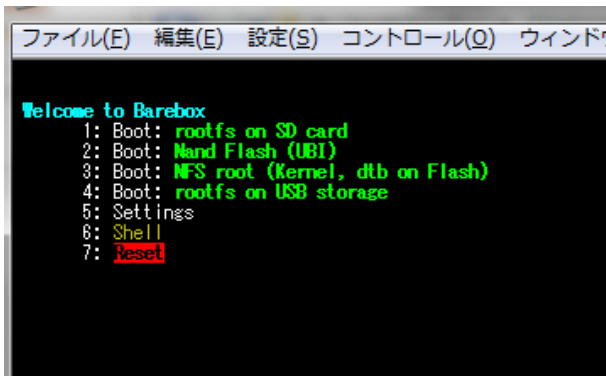 ファイル(F) 編集(E) 設定(S) コントロール(O) ウィンド
Welcome to Barebox
1: Boot: rootfs on SD card
2: Boot: Nand Flash (UBI)
3: Boot: NFS root (Kernel, dtb on Flash)
4: Boot: rootfs on USB storage
5: Settings
6: Shell
7: Reset